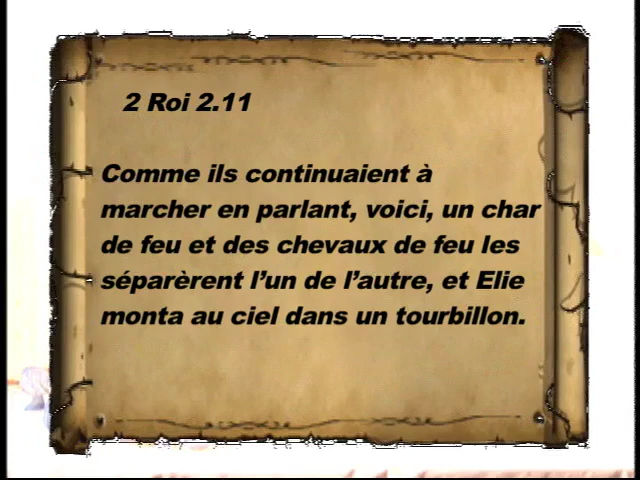 2 Roi 2.11
Comme ils continuaient à
marcher en parlant, voici, un char
de feu et des chevaux de feu les
séparèrent l’un de l’autre, et Elie
monta au ciel dans un tourbillon.